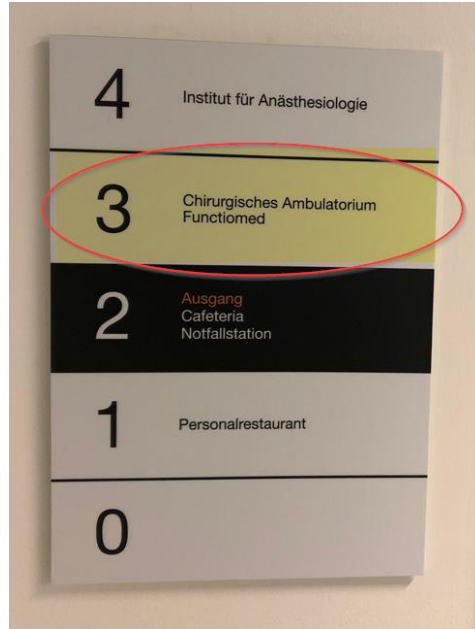 4
Institut für Anästhesiologie
3
Chirurgisches Ambulatorium
Functiomed
2
Ausgang
Cafeteria
Notfallstation
1
Personalrestaurant
0